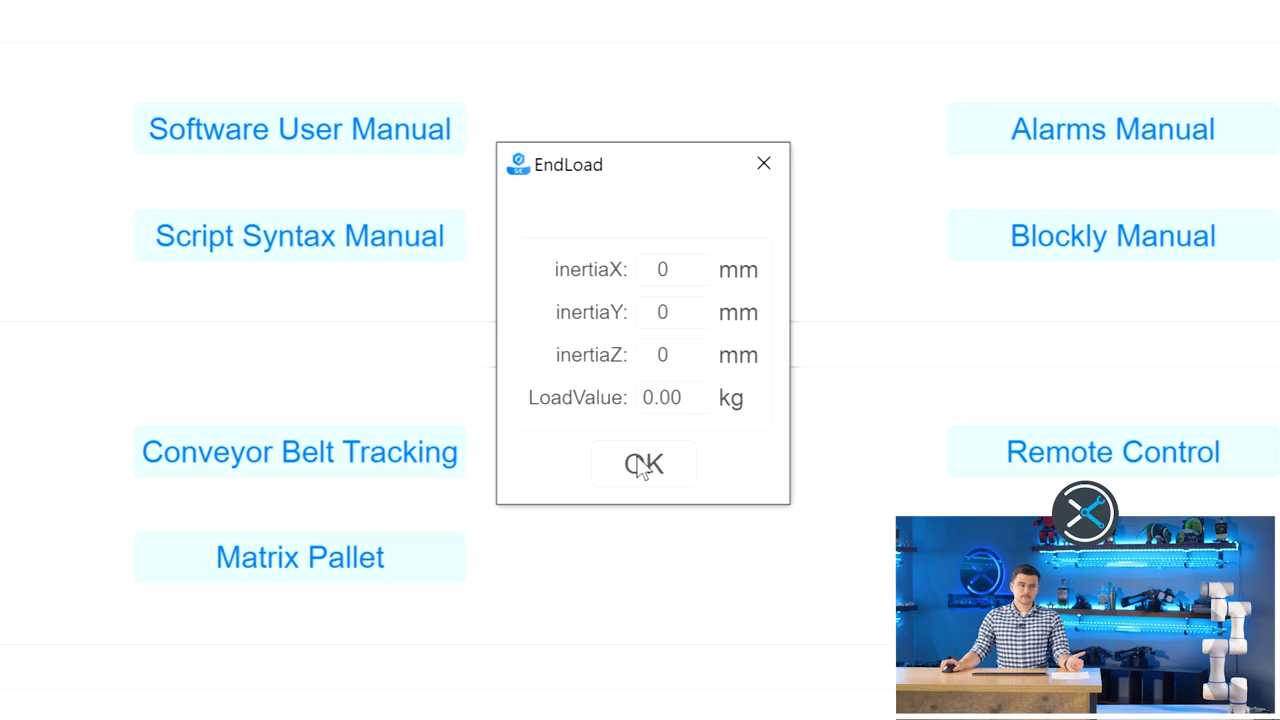 Software User Manual
Alarms Manual
Script Syntax Manual
Blockly Manual
Conveyor Belt Tracking
Remote Control
Matrix Pallet
EndLoad
inertiaX: 0 mm
inertiaY: 0 mm
inertiaZ: 0 mm
LoadValue: 0.00 kg
OK